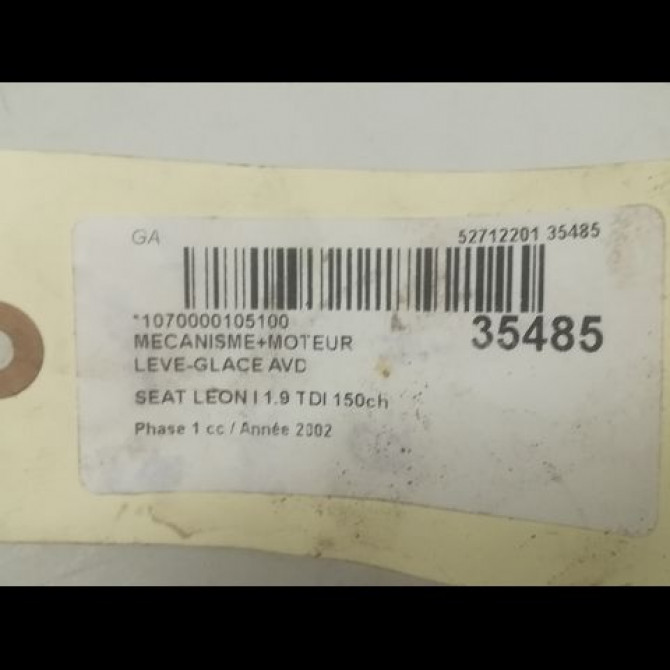 GA
52712201 35485
*1070000105100
35485
MECANISME+MOTEUR
LEVE-GLACE AVD
SEAT LEON I 1.9 TDI 150ch
Phase 1 cc / Année 2002